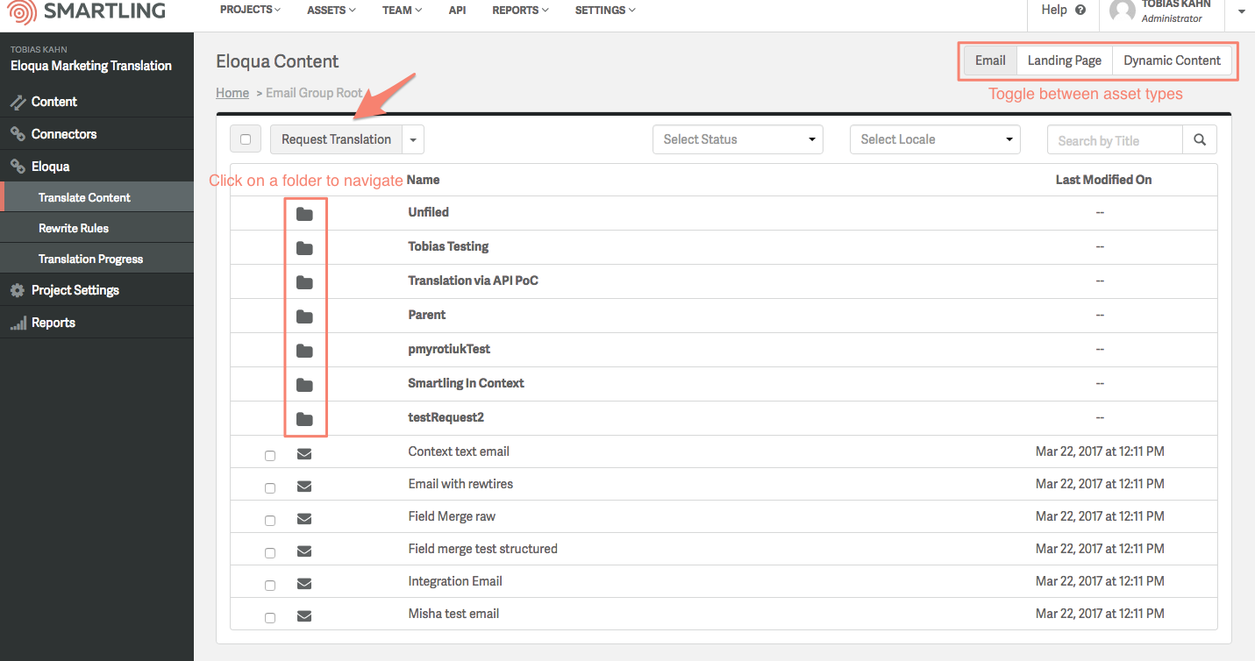 SMARTLING
PROJECTS ASSETS TEAM API REPORTS SETTINGS
Help ?
TOBIAS KAHN
Administrator
TOBIAS KAHN
Eloqua Marketing Translation
Content
Connectors
Eloqua
Translate Content
Rewrite Rules
Translation Progress
Project Settings
Reports
Eloqua Content
Email Landing Page Dynamic Content
Toggle between asset types
Home > Email Group Root
Request Translation Select Status Select Locale Search by Title
Click on a folder to navigate Name Last Modified On
Unfiled --
Tobias Testing --
Translation via API PoC --
Parent --
pmyrotiukTest --
Smartling In Context --
testRequest2 --
Context text email Mar 22, 2017 at 12:11 PM
Email with rewtires Mar 22, 2017 at 12:11 PM
Field Merge raw Mar 22, 2017 at 12:11 PM
Field merge test structured Mar 22, 2017 at 12:11 PM
Integration Email Mar 22, 2017 at 12:11 PM
Misha test email Mar 22, 2017 at 12:11 PM